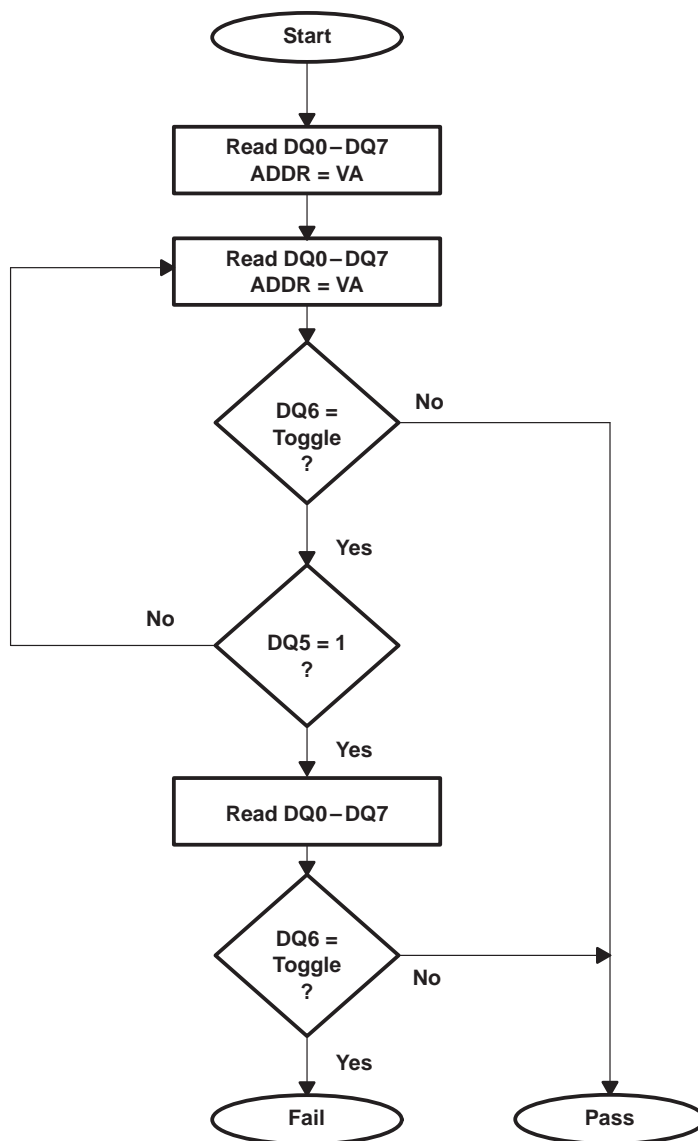 Start
Read DQ0–DQ7
ADDR = VA
Read DQ0–DQ7
ADDR = VA
DQ6 =
Toggle
?
No
Yes
No
DQ5 = 1
?
Yes
Read DQ0–DQ7
DQ6 =
Toggle
?
No
Yes
Fail
Pass